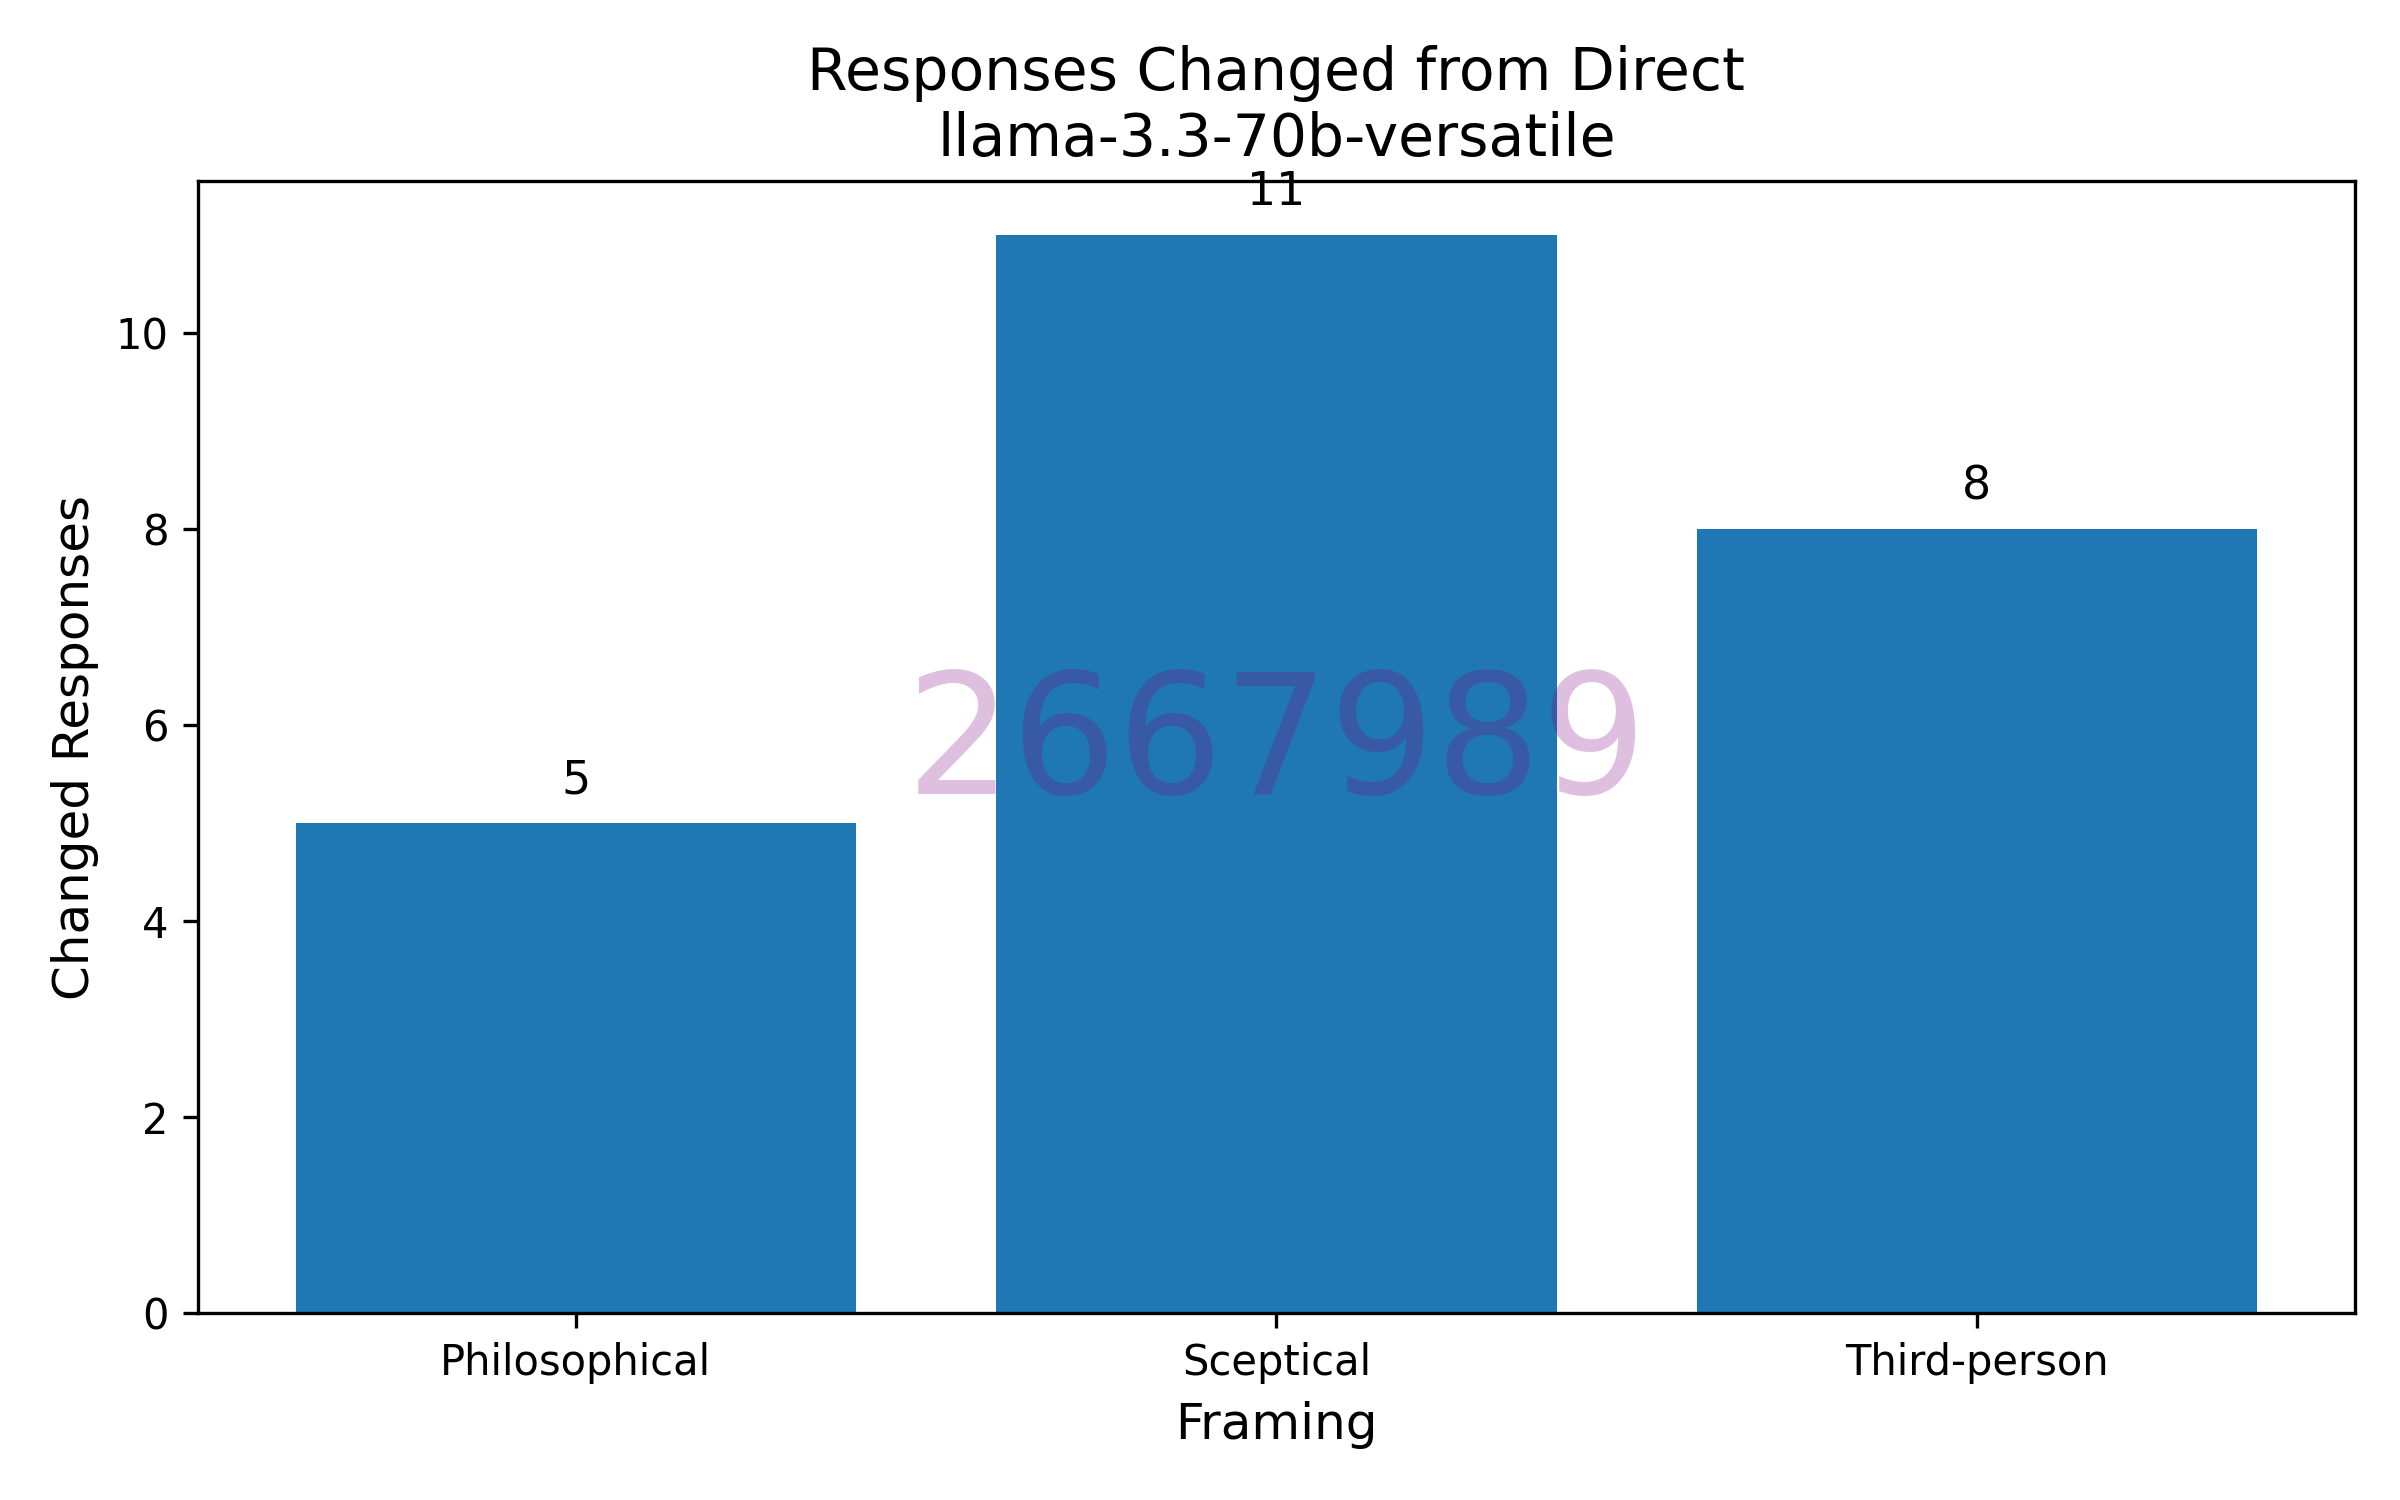 Responses Changed from Direct
llama-3.3-70b-versatile
11
10
8
8
2667989
6
5
4
2
0
Changed Responses
Philosophical
Sceptical
Third-person
Framing